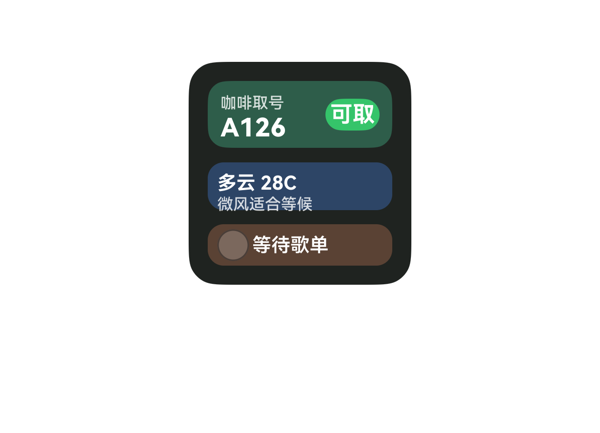 咖啡取号
A126
可取
多云 28C
微风适合等候
等待歌单